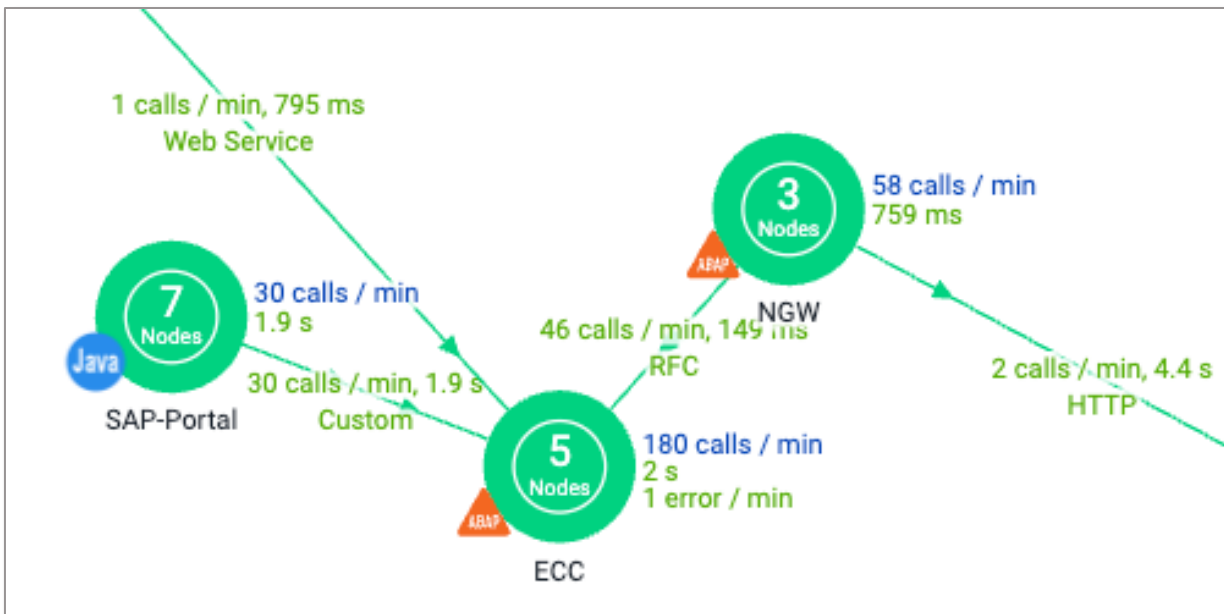 1 calls / min, 795 ms
Web Service
3
Nodes
58 calls / min
759 ms
ABAP
NGW
7
Nodes
30 calls / min
1.9 s
Java
SAP-Portal
46 calls / min, 149 ms
RFC
30 calls / min, 1.9 s
Custom
2 calls / min, 4.4 s
HTTP
5
Nodes
180 calls / min
2 s
1 error / min
ABAP
ECC